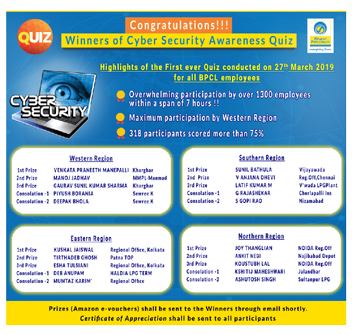 QUIZ
Congratulations!!!
Winners of Cyber Security Awareness Quiz
Highlights of the First ever Quiz conducted on 27th March 2019
for all BPCL employees
CYBER
SECURITY
Overwhelming participation by over 1300 employees
within a span of 7 hours !!
Maximum participation by Western Region
318 participants scored more than 75%
Western Region
1st Prize VENKATA PRANEETH MANEPALLI Kharghar
2nd Prize MANOJ JADHAV MMPL-Manmad
3rd Prize GAURAV SUNIL KUMAR SHARMA Kharghar
Consolation -1 PIYUSH BORANIA Sewree K
Consolation -2 DEEPAK BHOLA Sewree K
Southern Region
1st Prize SUNIL BATHULA Vijayawada
2nd Prize V ANJANA DHEVI Reg.Off,Chennai
3rd Prize LATIF KUMAR M V'wada LPGPlant
Consolation -1 G RAJASHEKAR Cherlapalli Ins
Consolation -2 S GOPI RAO Nizamabad
Eastern Region
1st Prize KUSHAL JAISWAL Regional Office, Kolkata
2nd Prize TIRTHADEB GHOSH Patna TOP
3rd Prize ESHA TULSIANI Regional Office, Kolkata
Consolation -1 DEB ANUPAM HALDIA LPG TERM
Consolation -2 MUMTAZ KARIM Regional Office
Northern Region
1st Prize JOY THANGLIAN NOIDA Reg.Off
2nd Prize ANKIT NEGI Najibabad Depot
3rd Prize KOUSTUBH LAL NOIDA Reg.Off
Consolation -1 KSHITIJ MAHESHWARI Jalandhar
Consolation -2 ASHUTOSH SINGH Sultanpur LPG
Prizes (Amazon e-vouchers) shall be sent to the Winners through email shortly.
Certificate of Appreciation shall be sent to all participants